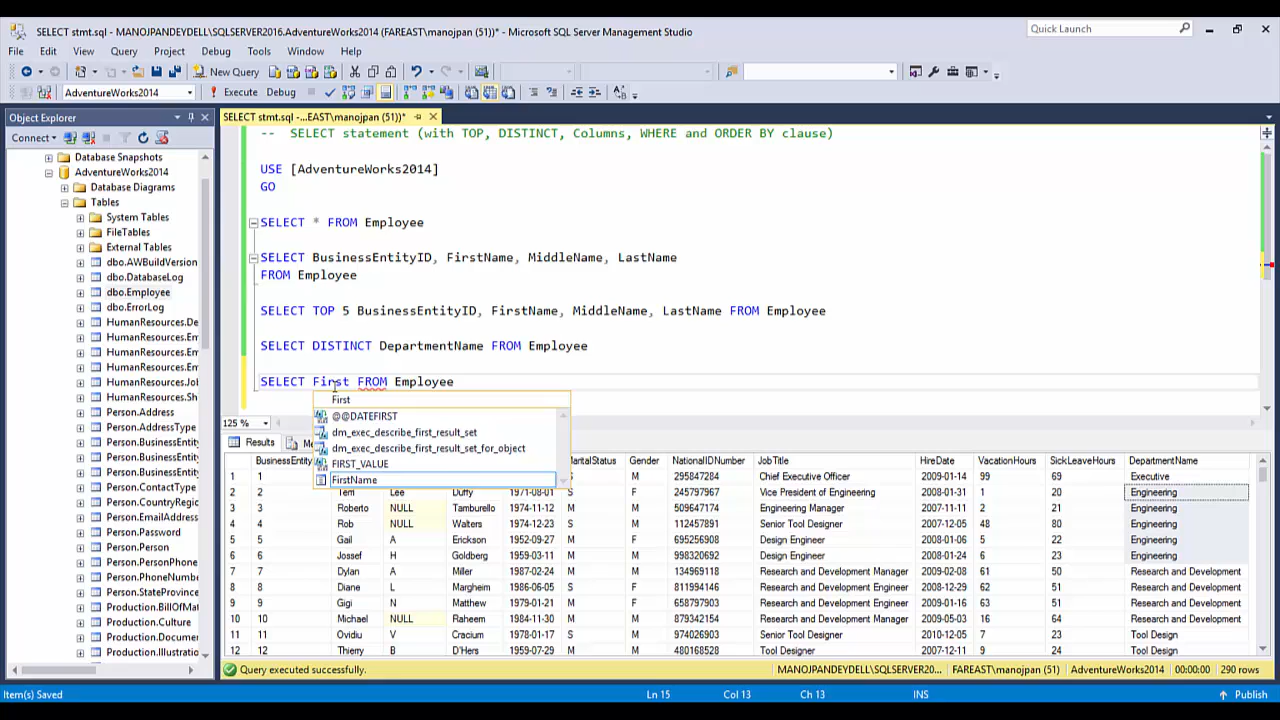 SELECT stmt.sql - MANOJPANDEYDELL\SQLSERVER2016.AdventureWorks2014 (FAREAST\manojpan (51))* - Microsoft SQL Server Management Studio
Quick Launch
File Edit View Query Project Debug Tools Window Help
New Query
AdventureWorks2014 Execute Debug
Object Explorer
SELECT stmt.sql -...EAST\manojpan (51))*
Connect
Database Snapshots
AdventureWorks2014
Database Diagrams
Tables
System Tables
FileTables
External Tables
dbo.AWBuildVersion
dbo.DatabaseLog
dbo.Employee
dbo.ErrorLog
HumanResources.De
HumanResources.Em
HumanResources.Em
HumanResources.Em
HumanResources.Job
HumanResources.Sh
Person.Address
Person.AddressType
Person.BusinessEntit
Person.BusinessEntit
Person.BusinessEntit
Person.ContactType
Person.CountryRegio
Person.EmailAddress
Person.Password
Person.Person
Person.PersonPhone
Person.PhoneNumbe
Person.StateProvince
Production.BillOfMat
Production.Culture
Production.Documen
Production.Illustratio
-- SELECT statement (with TOP, DISTINCT, Columns, WHERE and ORDER BY clause)
USE [AdventureWorks2014]
GO
SELECT * FROM Employee
SELECT BusinessEntityID, FirstName, MiddleName, LastName
FROM Employee
SELECT TOP 5 BusinessEntityID, FirstName, MiddleName, LastName FROM Employee
SELECT DISTINCT DepartmentName FROM Employee
SELECT First FROM Employee
First
@@DATEFIRST
dm_exec_describe_first_result_set
dm_exec_describe_first_result_set_for_object
FIRST_VALUE
FirstName
125 %
Results Me
BusinessEntity MaritalStatus Gender NationalIDNumber JobTitle HireDate VacationHours SickLeaveHours DepartmentName
1 1 M 295847284 Chief Executive Officer 2009-01-14 99 69 Executive
2 2 Terri Lee Duffy 1971-08-01 S F 245797967 Vice President of Engineering 2008-01-31 1 20 Engineering
3 3 Roberto NULL Tamburello 1974-11-12 M M 509647174 Engineering Manager 2007-11-11 2 21 Engineering
4 4 Rob NULL Walters 1974-12-23 S M 112457891 Senior Tool Designer 2007-12-05 48 80 Engineering
5 5 Gail A Erickson 1952-09-27 M F 695256908 Design Engineer 2008-01-06 5 22 Engineering
6 6 Jossef H Goldberg 1959-03-11 M M 998320692 Design Engineer 2008-01-24 6 23 Engineering
7 7 Dylan A Miller 1987-02-24 M M 134969118 Research and Development Manager 2009-02-08 61 50 Research and Development
8 8 Diane L Margheim 1986-06-05 S F 811994146 Research and Development Engineer 2008-12-29 62 51 Research and Development
9 9 Gigi N Matthew 1979-01-21 M F 658797903 Research and Development Engineer 2009-01-16 63 51 Research and Development
10 10 Michael NULL Raheem 1984-11-30 M M 879342154 Research and Development Manager 2009-05-03 16 64 Research and Development
11 11 Ovidiu V Cracium 1978-01-17 S M 974026903 Senior Tool Designer 2010-12-05 7 23 Tool Design
12 12 Thierry B D'Hers 1959-07-29 M M 480168528 Tool Designer 2007-12-11 9 24 Tool Design
Query executed successfully. MANOJPANDEYDELL\SQLSERVER20... FAREAST\manojpan (51) AdventureWorks2014 00:00:00 290 rows
Item(s) Saved Ln 15 Col 13 Ch 13 INS Publish